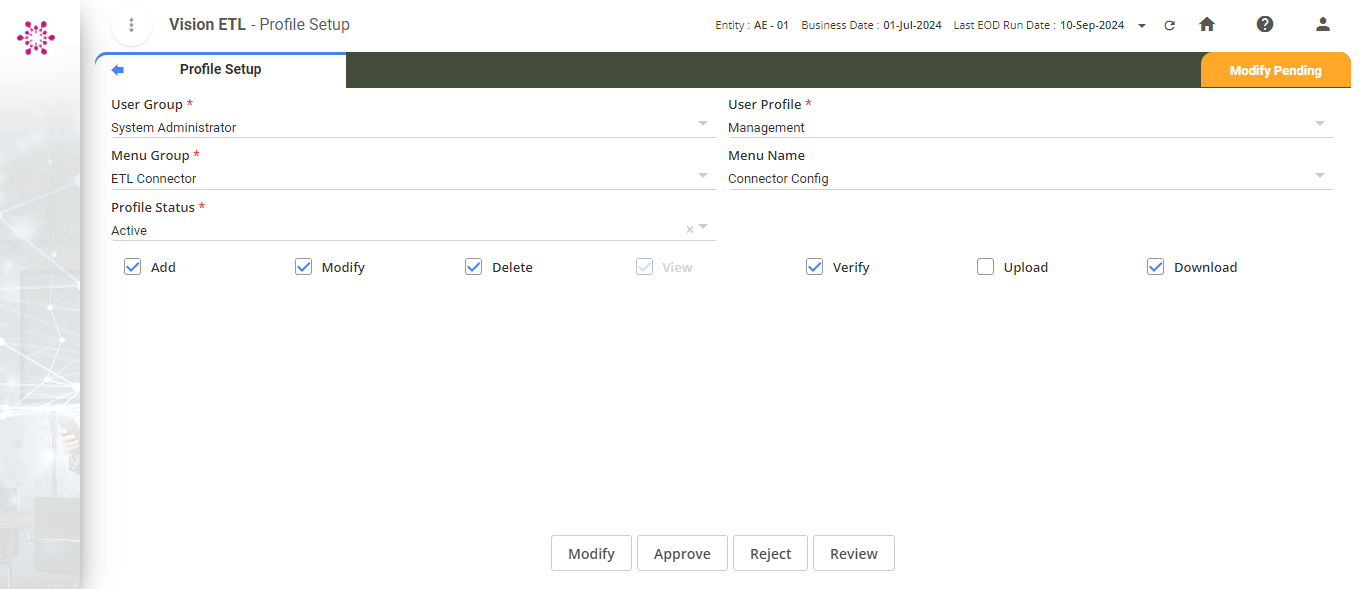 Vision ETL - Profile Setup
Entity : AE - 01 Business Date : 01-Jul-2024 Last EOD Run Date : 10-Sep-2024
Profile Setup
Modify Pending
User Group *
User Profile *
System Administrator
Management
Menu Group *
Menu Name
ETL Connector
Connector Config
Profile Status *
Active
Add Modify Delete View Verify Upload Download
Modify Approve Reject Review